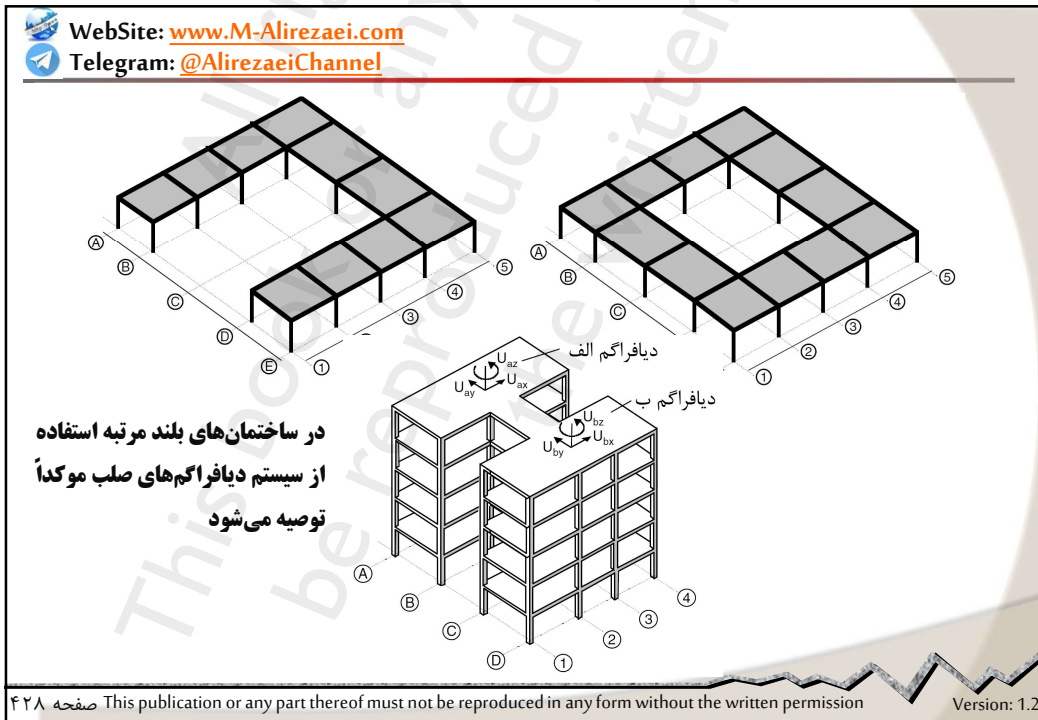 WebSite: www.M-Alirezaei.com
Telegram: @AlirezaeiChannel
A
B
C
D
E
1
3
4
5
A
B
C
1
2
3
4
5
دیافراگم الف
Uaz
Uay
Uax
دیافراگم ب
Ubz
Uby
Ubx
در ساختمان‌های بلند مرتبه استفاده
از سیستم دیافراگم‌های صلب موکداً
توصیه می‌شود
A
B
C
D
1
2
3
4
صفحه ۴۲۸ This publication or any part thereof must not be reproduced in any form without the written permission
Version: 1.2